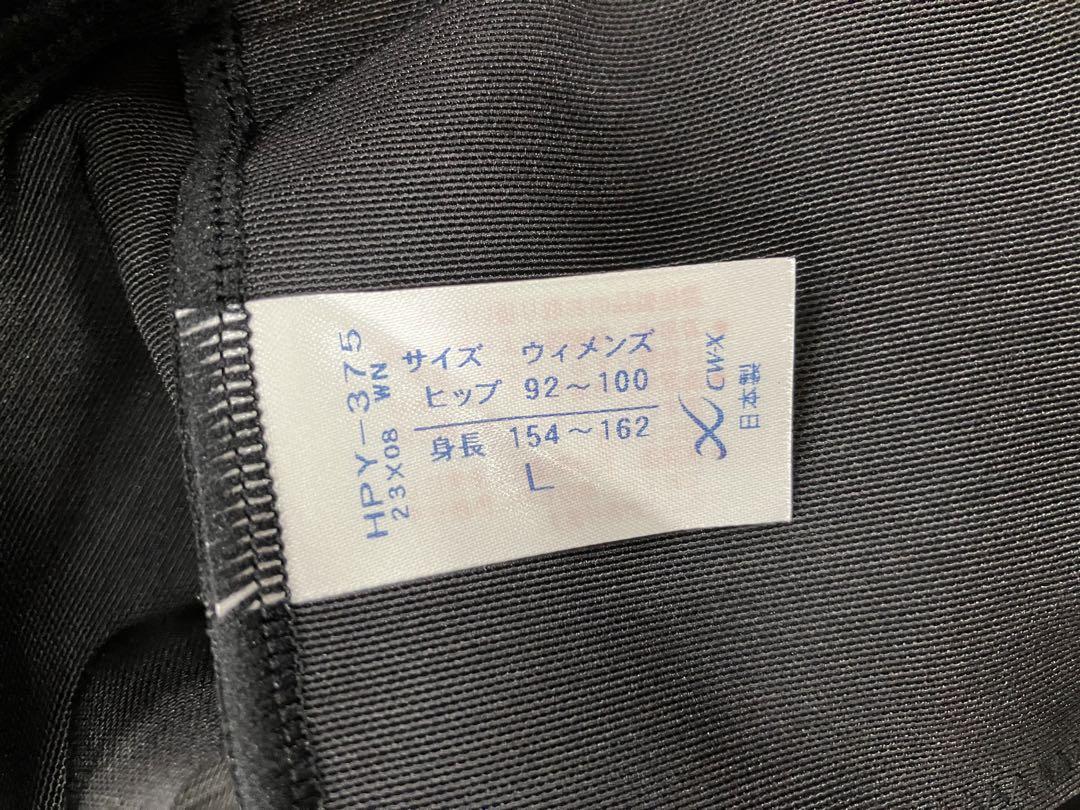 HPY-375
23X08 WN
サイズ ウィメンズ
ヒップ 92~100
身長 154~162
L
CW-X
日本製